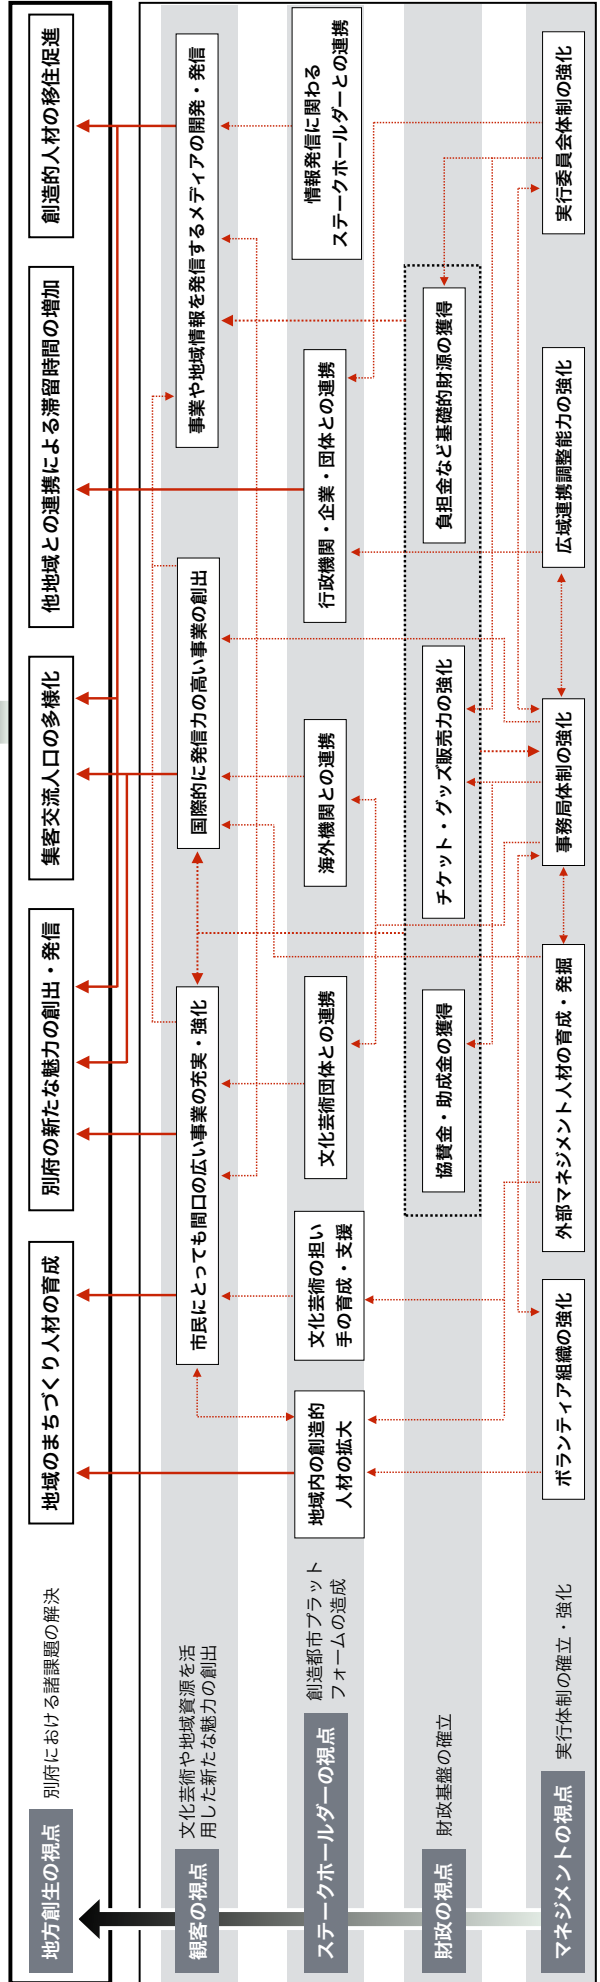 地方創生の視点
別府における諸課題の解決
地域のまちづくり人材の育成
別府の新たな魅力の創出・発信
集客交流人口の多様化
他地域との連携による滞留時間の増加
創造的人材の移住促進
観客の視点
文化芸術や地域資源を活
用した新たな魅力の創出
市民にとっても間口の広い事業の充実・強化
国際的に発信力の高い事業の創出
事業や地域情報を発信するメディアの開発・発信
ステークホールダーの視点
創造都市プラット
フォームの造成
地域内の創造的
人材の拡大
文化芸術の担い
手の育成・支援
文化芸術団体との連携
海外機関との連携
行政機関・企業・団体との連携
情報発信に関わる
ステークホールダーとの連携
財政の視点
財政基盤の確立
協賛金・助成金の獲得
チケット・グッズ販売力の強化
負担金など基礎的財源の獲得
マネジメントの視点
実行体制の確立・強化
ボランティア組織の強化
外部マネジメント人材の育成・発掘
事務局体制の強化
広域連携調整能力の強化
実行委員会体制の強化